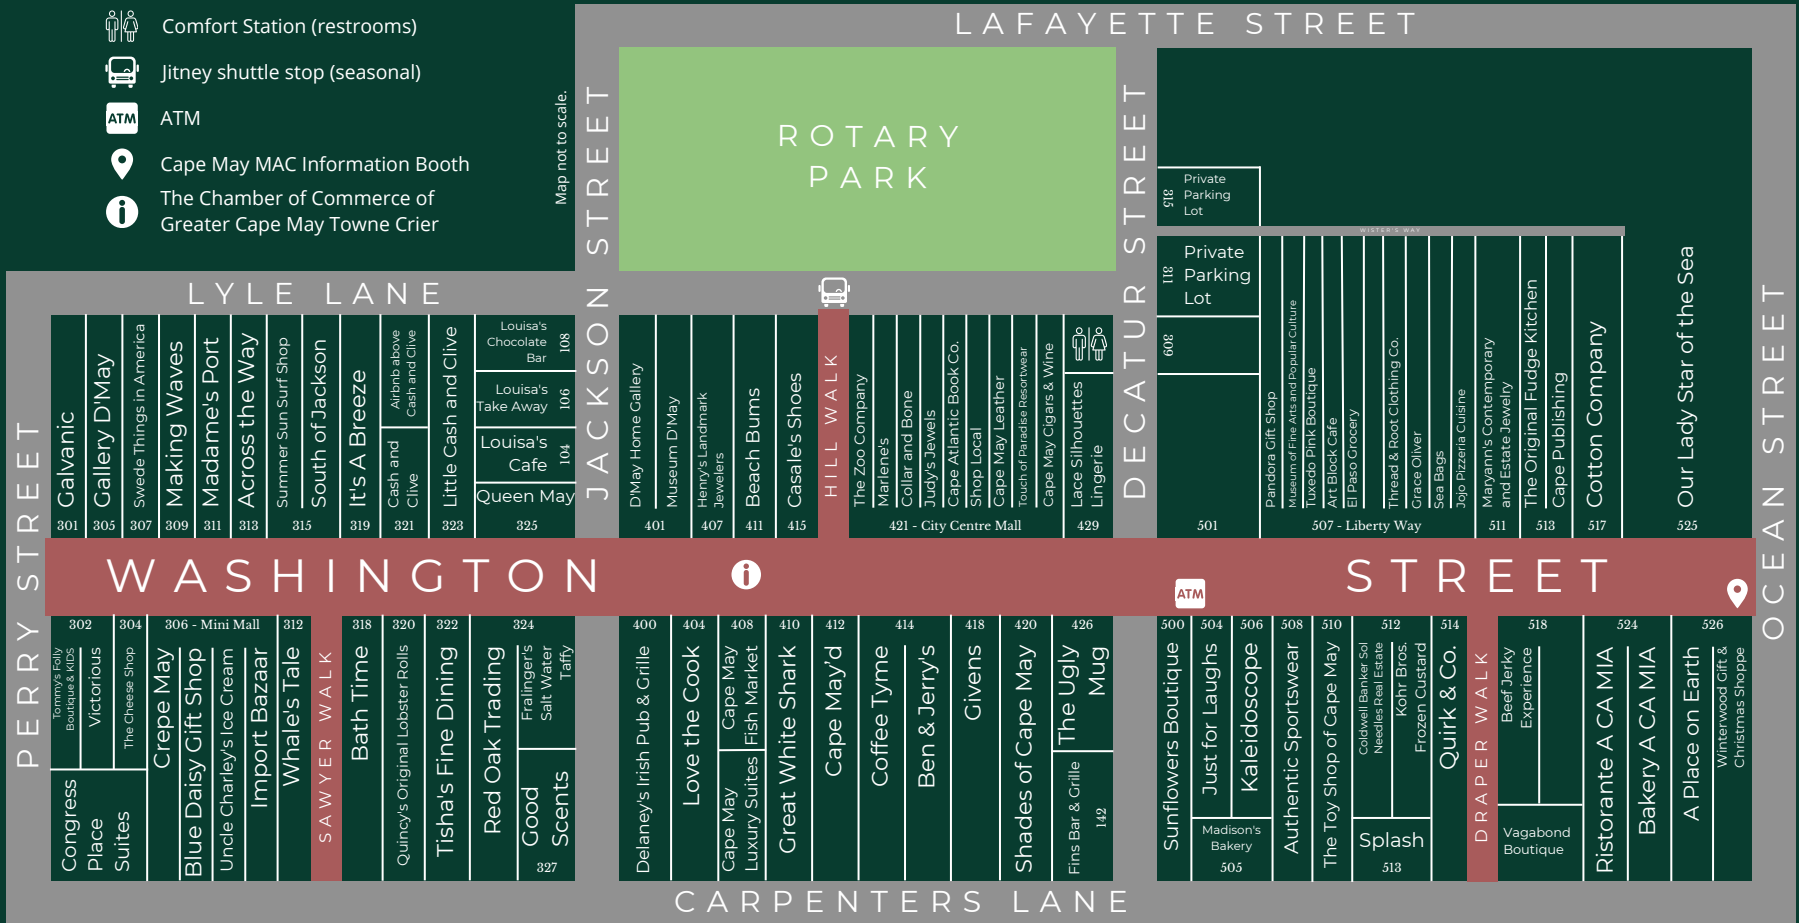 Comfort Station (restrooms)
Jitney shuttle stop (seasonal)
ATM
ATM
Cape May MAC Information Booth
The Chamber of Commerce of
Greater Cape May Towne Crier
Map not to scale.
LAFAYETTE STREET
JACKSON STREET
ROTARY
PARK
DECATUR STREET
OCEAN STREET
PERRY STREET
LYLE LANE
315
Private
Parking
Lot
WISTER'S WAY
311
Private
Parking
Lot
309
Galvanic
301
Gallery D'May
305
Swede Things in America
307
Making Waves
309
Madame's Port
311
Across the Way
313
Summer Sun Surf Shop
South of Jackson
315
It's A Breeze
319
Airbnb above
Cash and Clive
Cash and
Clive
321
Little Cash and Clive
323
Louisa's
Chocolate
Bar
108
Louisa's
Take Away
106
Louisa's
Cafe
104
Queen May
325
D'May Home Gallery
Museum D'May
401
Henry's Landmark
Jewelers
407
Beach Bums
411
Casale's Shoes
415
HILL WALK
The Zoo Company
Marlene's
Collar and Bone
Judy's Jewels
Cape Atlantic Book Co.
Shop Local
Cape May Leather
Touch of Paradise Resortwear
Cape May Cigars & Wine
421 - City Centre Mall
Lace Silhouettes
Lingerie
429
501
Pandora Gift Shop
Museum of Fine Arts and Popular Culture
Tuxedo Pink Boutique
Art Block Cafe
El Paso Grocery
Thread & Root Clothing Co.
Grace Oliver
Sea Bags
Jojo Pizzeria Cuisine
507 - Liberty Way
Maryann's Contemporary
and Estate Jewelry
511
The Original Fudge Kitchen
Cape Publishing
513
Cotton Company
517
Our Lady Star of the Sea
525
WASHINGTON STREET
ATM
302
Tommy's Folly
Boutique & KIDS
Victorious
304
The Cheese Shop
Congress
Place
Suites
306 - Mini Mall
Crepe May
Blue Daisy Gift Shop
Uncle Charley's Ice Cream
Import Bazaar
312
Whale's Tale
SAWYER WALK
318
Bath Time
320
Quincy's Original Lobster Rolls
322
Tisha's Fine Dining
324
Red Oak Trading
Fralinger's
Salt Water
Taffy
Good
Scents
327
400
Delaney's Irish Pub & Grille
404
Love the Cook
408
Cape May
Fish Market
Cape May
Luxury Suites
410
Great White Shark
412
Cape May'd
414
Coffee Tyme
Ben & Jerry's
418
Givens
420
Shades of Cape May
426
The Ugly
Mug
Fins Bar & Grille
142
500
Sunflowers Boutique
504
Just for Laughs
506
Kaleidoscope
Madison's
Bakery
505
508
Authentic Sportswear
510
The Toy Shop of Cape May
512
Coldwell Banker Sol
Needles Real Estate
Kohr Bros.
Frozen Custard
Splash
513
514
Quirk & Co.
DRAPER WALK
518
Beef Jerky
Experience
Vagabond
Boutique
524
Ristorante A CA MIA
Bakery A CA MIA
526
A Place on Earth
Winterwood Gift &
Christmas Shoppe
CARPENTERS LANE